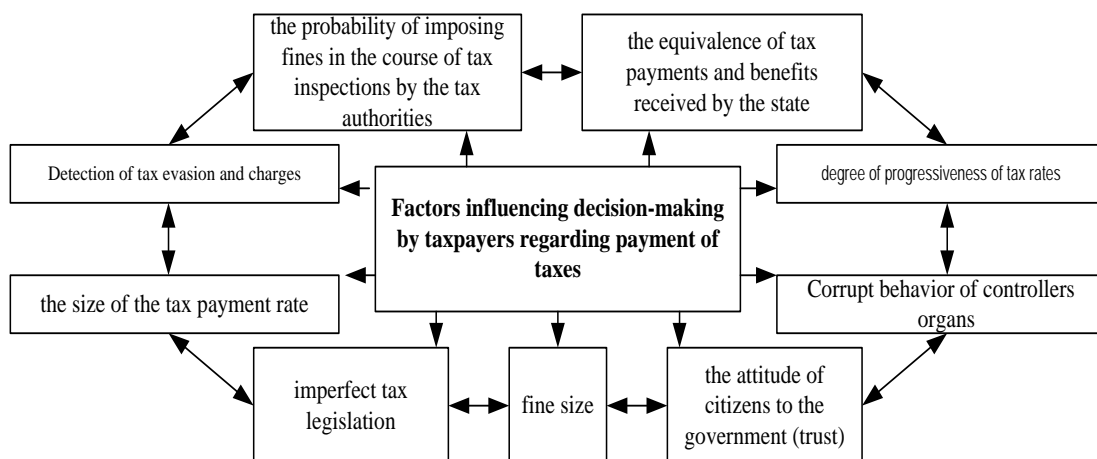 the probability of imposing
fines in the course of tax
inspections by the tax
authorities
the equivalence of tax
payments and benefits
received by the state
Detection of tax evasion and charges
degree of progressiveness of tax rates
Factors influencing decision-making
by taxpayers regarding payment of
taxes
the size of the tax payment rate
Corrupt behavior of controllers
organs
imperfect tax
legislation
fine size
the attitude of
citizens to the
government (trust)